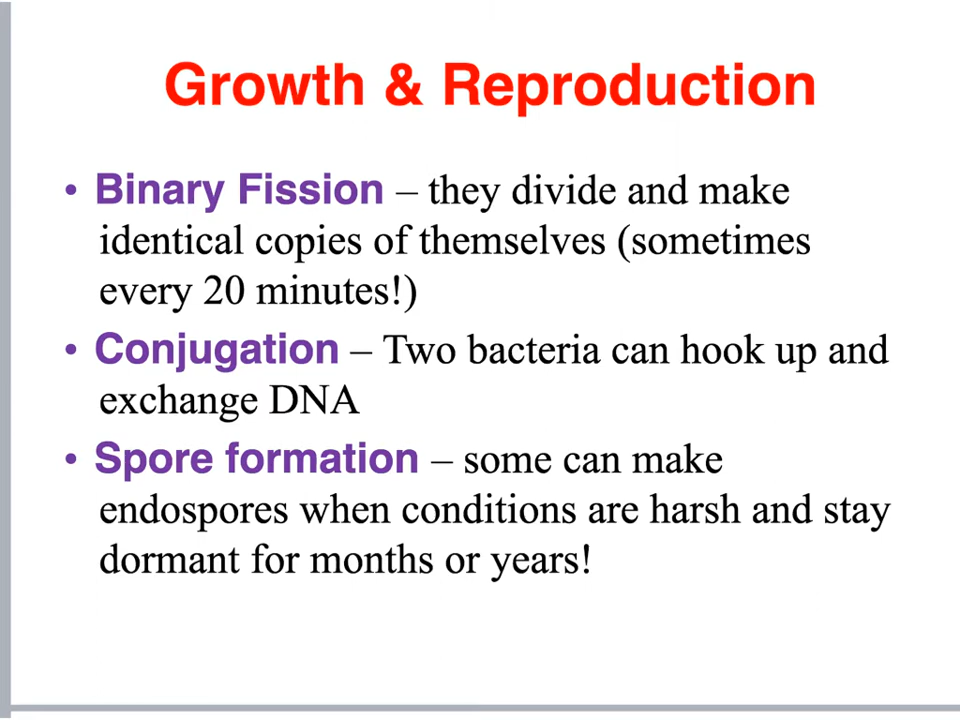 Growth & Reproduction
• Binary Fission – they divide and make
identical copies of themselves (sometimes
every 20 minutes!)
• Conjugation – Two bacteria can hook up and
exchange DNA
• Spore formation – some can make
endospores when conditions are harsh and stay
dormant for months or years!